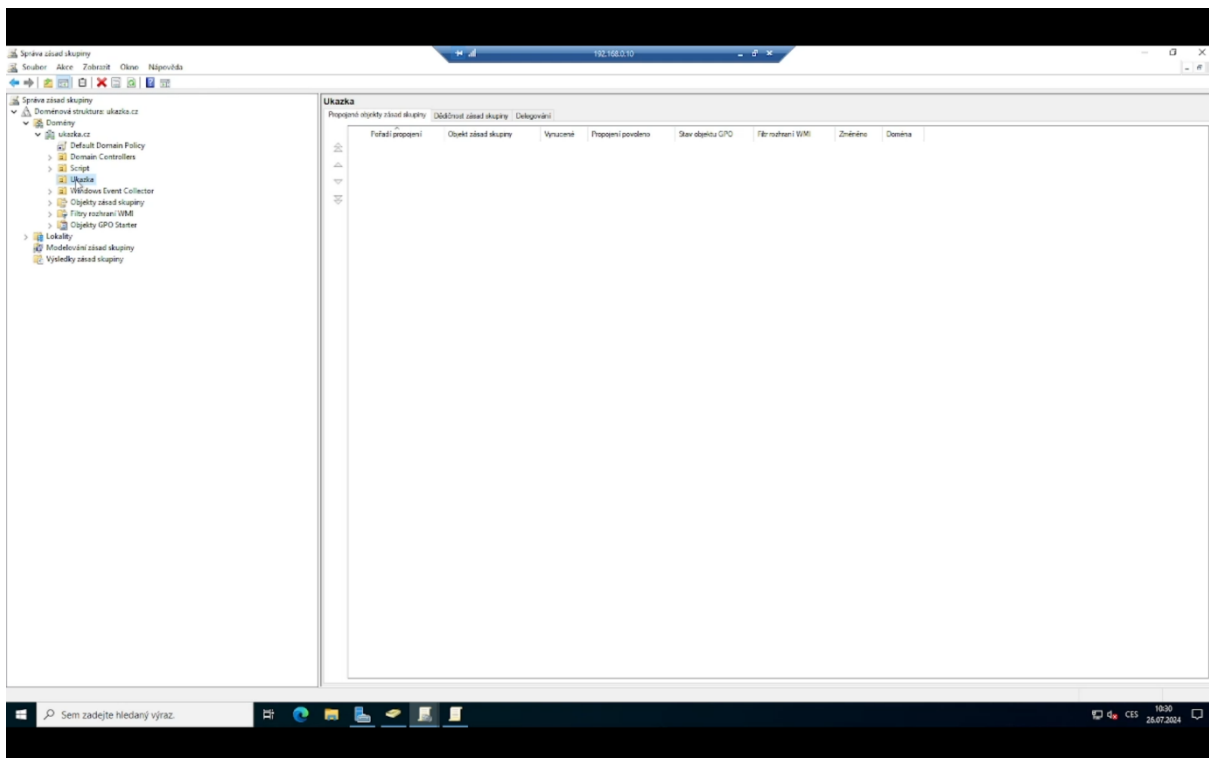 Správa zásad skupiny
192.168.0.10
Soubor Akce Zobrazit Okno Nápověda
Správa zásad skupiny
Doménová struktura: ukazka.cz
Domény
ukazka.cz
Default Domain Policy
Domain Controllers
Script
Ukazka
Windows Event Collector
Objekty zásad skupiny
Filtry rozhraní WMI
Objekty GPO Starter
Lokality
Modelování zásad skupiny
Výsledky zásad skupiny
Ukazka
Propojené objekty zásad skupiny Dědičnost zásad skupiny Delegování
Pořadí propojení Objekt zásad skupiny Vynucené Propojení povoleno Stav objektu GPO Filtr rozhraní WMI Změněno Doména
Sem zadejte hledaný výraz.
CES
10:30
26.07.2024